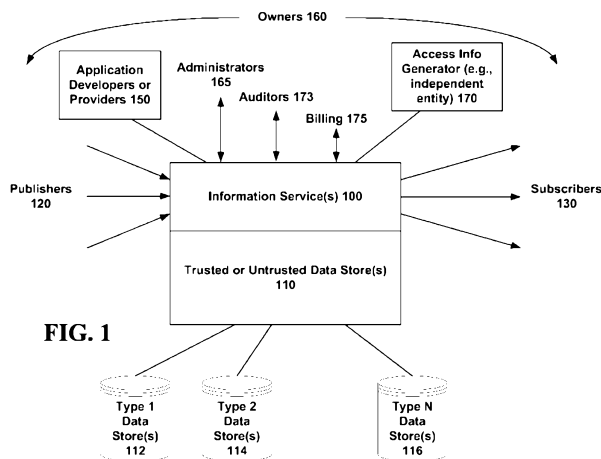 Owners 160
Application
Developers or
Providers 150
Administrators
165
Auditors 173
Billing 175
Access Info
Generator (e.g.,
independent
entity) 170
Publishers
120
Information Service(s) 100
Subscribers
130
Trusted or Untrusted Data Store(s)
110
FIG. 1
Type 1
Data
Store(s)
112
Type 2
Data
Store(s)
114
Type N
Data
Store(s)
116